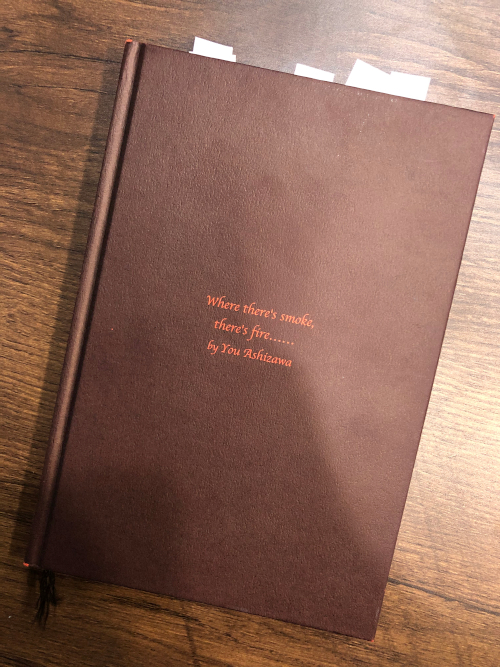 Where there's smoke,
there's fire......
by You Ashizawa